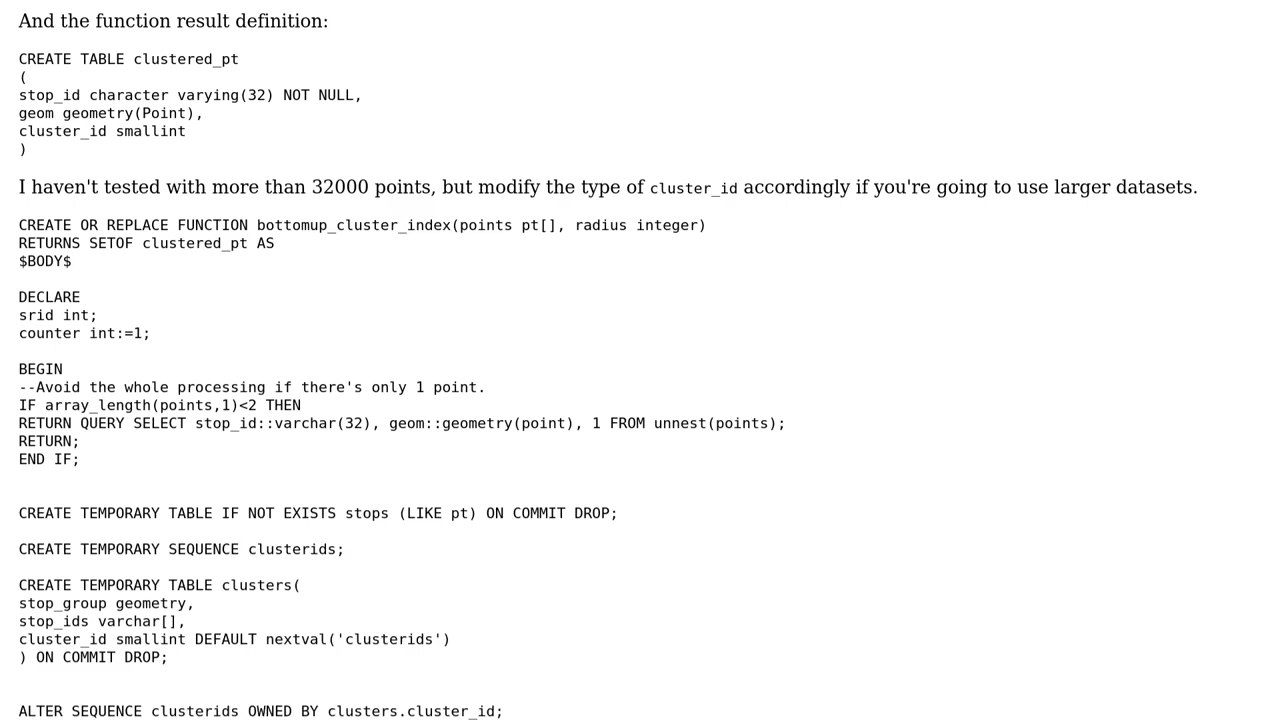 And the function result definition:
CREATE TABLE clustered_pt
(
stop_id character varying(32) NOT NULL,
geom geometry(Point),
cluster_id smallint
)
I haven't tested with more than 32000 points, but modify the type of cluster_id accordingly if you're going to use larger datasets.
CREATE OR REPLACE FUNCTION bottomup_cluster_index(points pt[], radius integer)
RETURNS SETOF clustered_pt AS
$BODY$
DECLARE
srid int;
counter int:=1;
BEGIN
--Avoid the whole processing if there's only 1 point.
IF array_length(points,1)<2 THEN
RETURN QUERY SELECT stop_id::varchar(32), geom::geometry(point), 1 FROM unnest(points);
RETURN;
END IF;
CREATE TEMPORARY TABLE IF NOT EXISTS stops (LIKE pt) ON COMMIT DROP;
CREATE TEMPORARY SEQUENCE clusterids;
CREATE TEMPORARY TABLE clusters(
stop_group geometry,
stop_ids varchar[],
cluster_id smallint DEFAULT nextval('clusterids')
) ON COMMIT DROP;
ALTER SEQUENCE clusterids OWNED BY clusters.cluster_id;